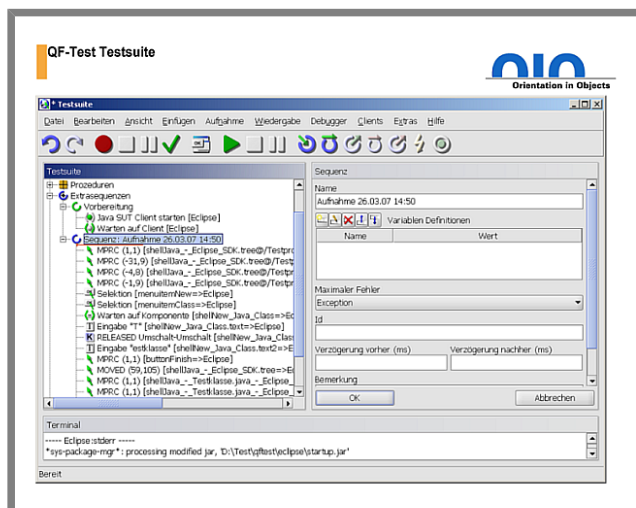 QF-Test Testsuite
OIO
Orientation in Objects
* Testsuite
Datei Bearbeiten Ansicht Einfügen Aufnahme Wiedergabe Debugger Clients Extras Hilfe
Testsuite
Prozeduren
Extrasequenzen
Vorbereitung
Java SUT Client starten [Eclipse]
Warten auf Client [Eclipse]
Sequenz: Aufnahme 26.03.07 14:50
MPRC (1,1) [shellJava_-_Eclipse_SDK.tree@/Testpro
MPRC (-31,9) [shellJava_-_Eclipse_SDK.tree@/Testp
MPRC (-4,8) [shellJava_-_Eclipse_SDK.tree@/Testpr
MPRC (-1,9) [shellJava_-_Eclipse_SDK.tree@/Testpr
Selektion [menuitemNew=>Eclipse]
Selektion [menuitemClass=>Eclipse]
Warten auf Komponente [shellNew_Java_Class=>Ec
Eingabe "T" [shellNew_Java_Class.text=>Eclipse]
RELEASED Umschalt-Umschalt [shellNew_Java_Class
Eingabe "estklasse" [shellNew_Java_Class.text2=>E
MPRC (1,1) [buttonFinish=>Eclipse]
MOVED (59,105) [shellJava_-_Eclipse_SDK.tree=>Ec
MPRC (1,1) [shellJava_-_Testklasse.java_-_Eclipse_
MPRC (1,1) [shellJava_-_Testklasse.java_-_Eclipse_
Sequenz
Name
Aufnahme 26.03.07 14:50
Variablen Definitionen
Name Wert
Maximaler Fehler
Exception
Id
Verzögerung vorher (ms) Verzögerung nachher (ms)
Bemerkung
OK Abbrechen
Terminal
----- Eclipse:stderr -----
*sys-package-mgr*: processing modified jar, 'D:\Test\qftest\eclipse\startup.jar'
Bereit